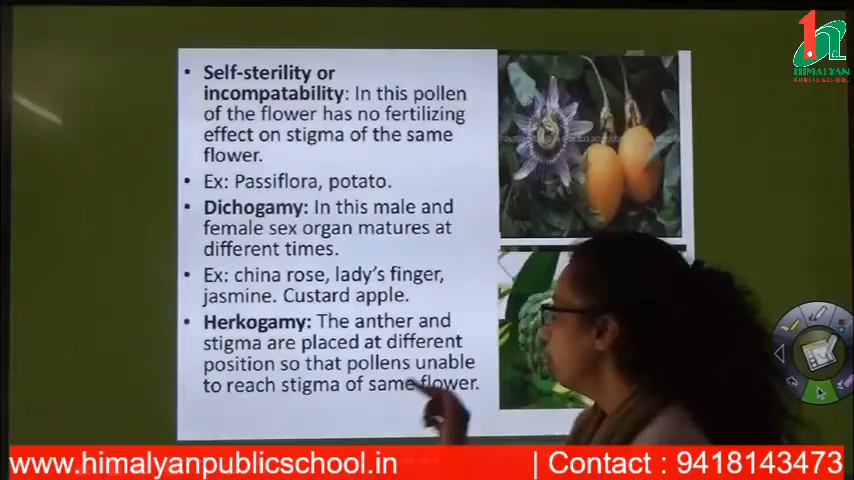 • Self-sterility or
incompatability: In this pollen
of the flower has no fertilizing
effect on stigma of the same
flower.
• Ex: Passiflora, potato.
• Dichogamy: In this male and
female sex organ matures at
different times.
• Ex: china rose, lady's finger,
jasmine. Custard apple.
• Herkogamy: The anther and
stigma are placed at different
position so that pollens unable
to reach stigma of same flower.
HIMALYAN
PUBLIC SCHOOL
www.himalyanpublicschool.in | Contact : 9418143473